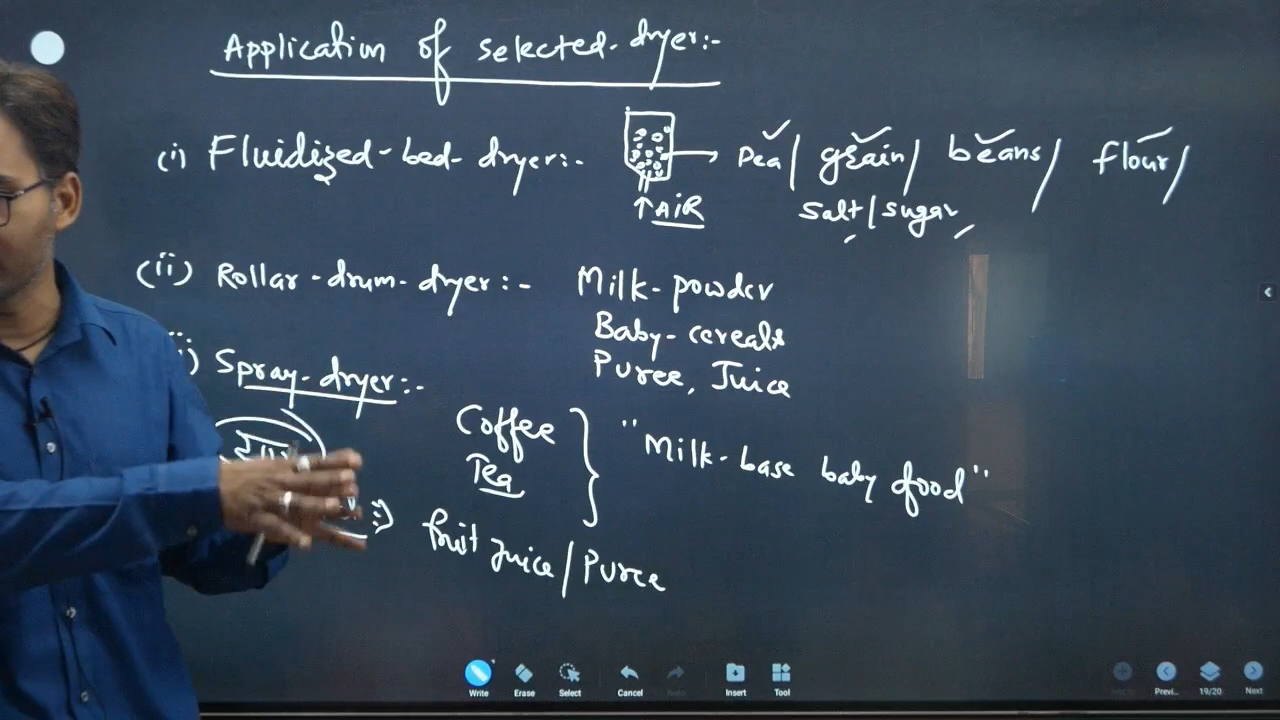 Application of selected-dryer:-
(i) Fluidized-bed-dryer:- Pea/ grain/ beans/ flour/
↑AIR salt/sugar
(ii) Rollar-drum-dryer:- Milk-powder
Baby-cereals
Puree, Juice
Spray-dryer:-
Coffee
Tea
"Milk-base baby food"
fruit juice/Puree
Write Erase Select Cancel Redo Insert Tool Previ... 19/20 Next